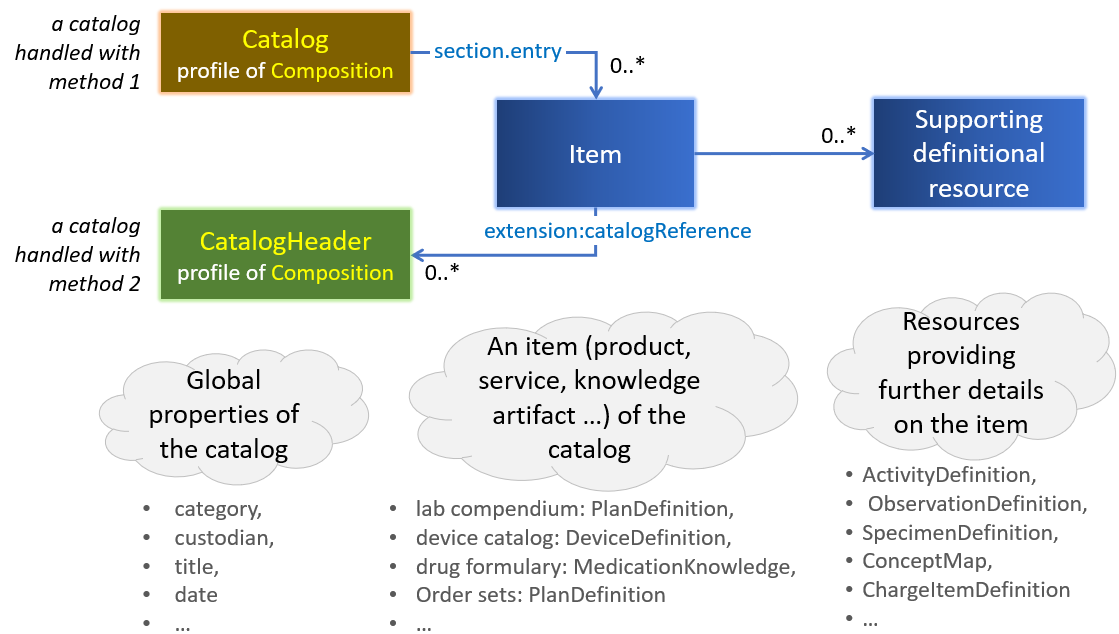 a catalog
handled with
method 1
Catalog
profile of Composition
section.entry
0..*
Item
0..*
Supporting
definitional
resource
a catalog
handled with
method 2
CatalogHeader
profile of Composition
extension:catalogReference
0..*
Global
properties of
the catalog
• category,
• custodian,
• title,
• date
• ...
An item (product,
service, knowledge
artifact ...) of the
catalog
• lab compendium: PlanDefinition,
• device catalog: DeviceDefinition,
• drug formulary: MedicationKnowledge,
• Order sets: PlanDefinition
• ...
Resources
providing
further details
on the item
• ActivityDefinition,
• ObservationDefinition,
• SpecimenDefinition,
• ConceptMap,
• ChargeItemDefinition
• ...